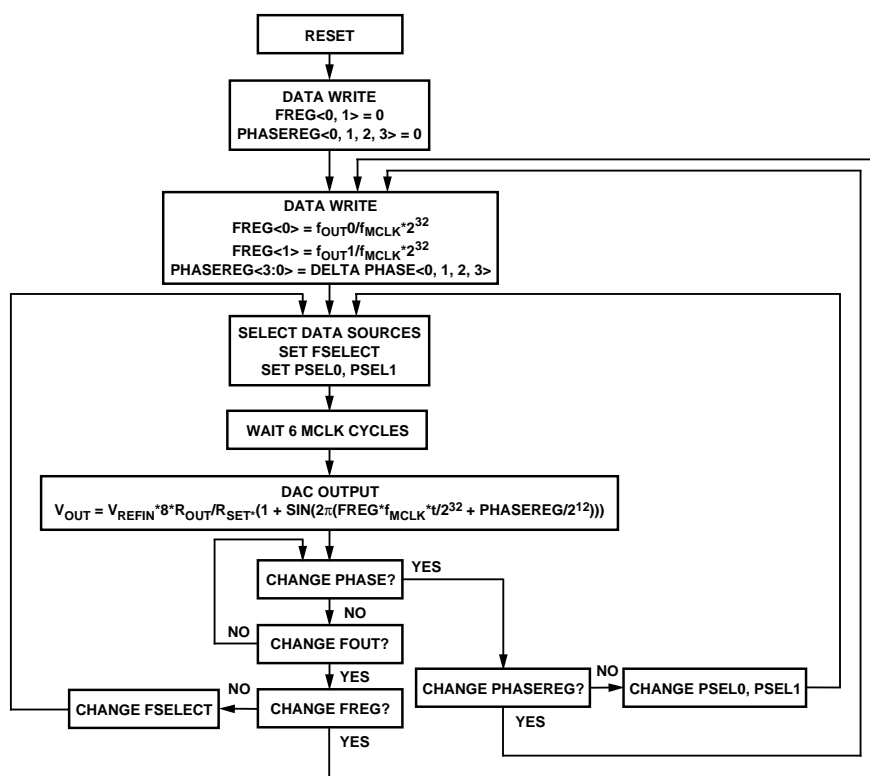 RESET
DATA WRITE
FREG<0, 1> = 0
PHASEREG<0, 1, 2, 3> = 0
DATA WRITE
FREG<0> = fOUT0/fMCLK*2^32
FREG<1> = fOUT1/fMCLK*2^32
PHASEREG<3:0> = DELTA PHASE<0, 1, 2, 3>
SELECT DATA SOURCES
SET FSELECT
SET PSEL0, PSEL1
WAIT 6 MCLK CYCLES
DAC OUTPUT
VOUT = VREFIN*8*ROUT/RSET*(1 + SIN(2π(FREG*fMCLK*t/2^32 + PHASEREG/2^12)))
CHANGE PHASE?
YES
NO
NO
CHANGE FOUT?
YES
CHANGE PHASEREG?
NO
CHANGE PSEL0, PSEL1
YES
CHANGE FSELECT
NO
CHANGE FREG?
YES